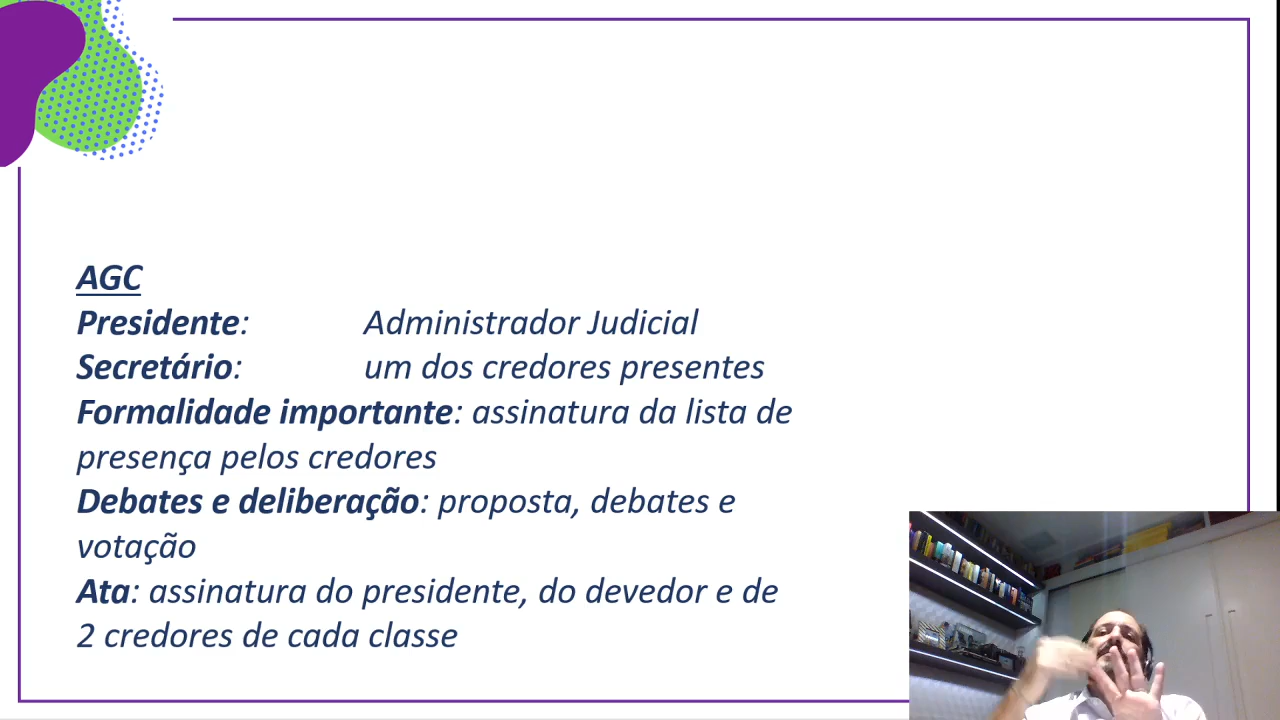 AGC
Presidente: Administrador Judicial
Secretário: um dos credores presentes
Formalidade importante: assinatura da lista de
presença pelos credores
Debates e deliberação: proposta, debates e
votação
Ata: assinatura do presidente, do devedor e de
2 credores de cada classe